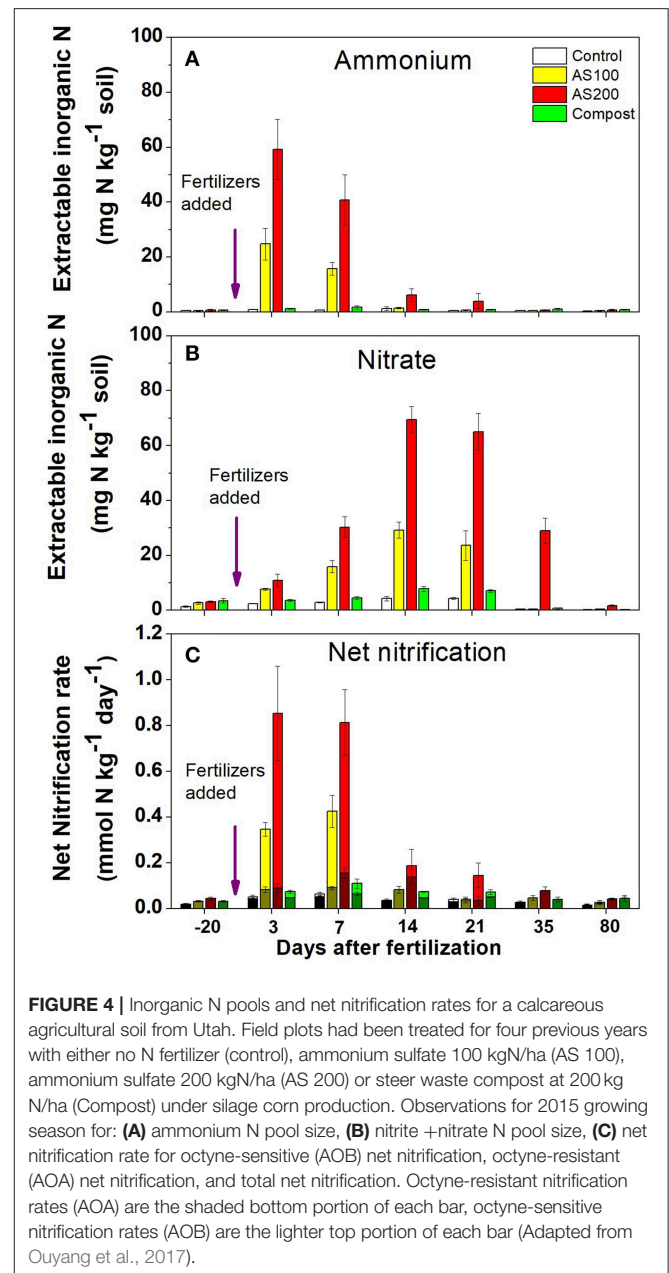 A
Ammonium
Control
AS100
AS200
Compost
Fertilizers
added
Extractable inorganic N
(mg N kg⁻¹ soil)
100
80
60
40
20
0
B
Nitrate
Fertilizers
added
Extractable inorganic N
(mg N kg⁻¹ soil)
100
80
60
40
20
0
C
Net nitrification
Fertilizers
added
Net Nitrification rate
(mmol N kg⁻¹ day⁻¹)
1.2
1.0
0.8
0.6
0.4
0.2
0.0
-20 3 7 14 21 35 80
Days after fertilization
FIGURE 4 | Inorganic N pools and net nitrification rates for a calcareous
agricultural soil from Utah. Field plots had been treated for four previous years
with either no N fertilizer (control), ammonium sulfate 100 kgN/ha (AS 100),
ammonium sulfate 200 kgN/ha (AS 200) or steer waste compost at 200 kg
N/ha (Compost) under silage corn production. Observations for 2015 growing
season for: (A) ammonium N pool size, (B) nitrite +nitrate N pool size, (C) net
nitrification rate for octyne-sensitive (AOB) net nitrification, octyne-resistant
(AOA) net nitrification, and total net nitrification. Octyne-resistant nitrification
rates (AOA) are the shaded bottom portion of each bar, octyne-sensitive
nitrification rates (AOB) are the lighter top portion of each bar (Adapted from
Ouyang et al., 2017).